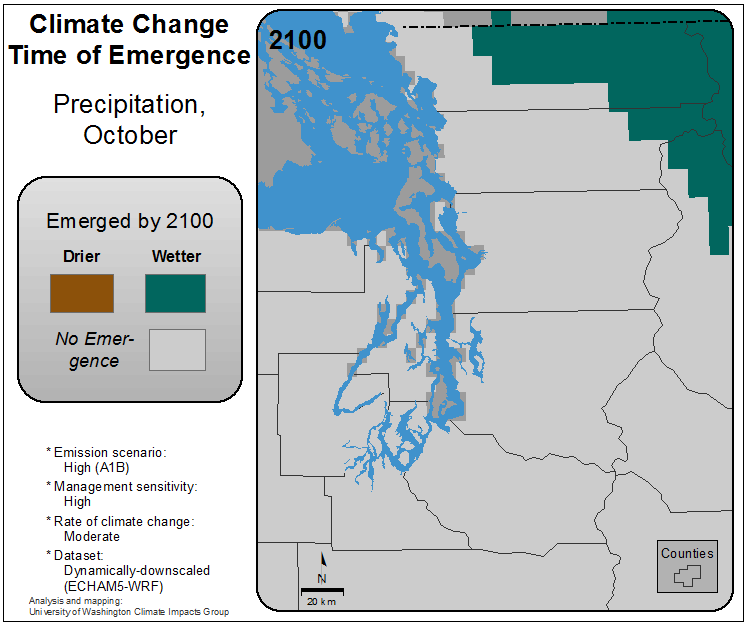 Climate Change
Time of Emergence
Precipitation,
October
Emerged by 2100
Drier
Wetter
No Emer-
gence
* Emission scenario:
High (A1B)
* Management sensitivity:
High
* Rate of climate change:
Moderate
* Dataset:
Dynamically-downscaled
(ECHAM5-WRF)
Analysis and mapping:
University of Washington Climate Impacts Group
2100
N
20 km
Counties